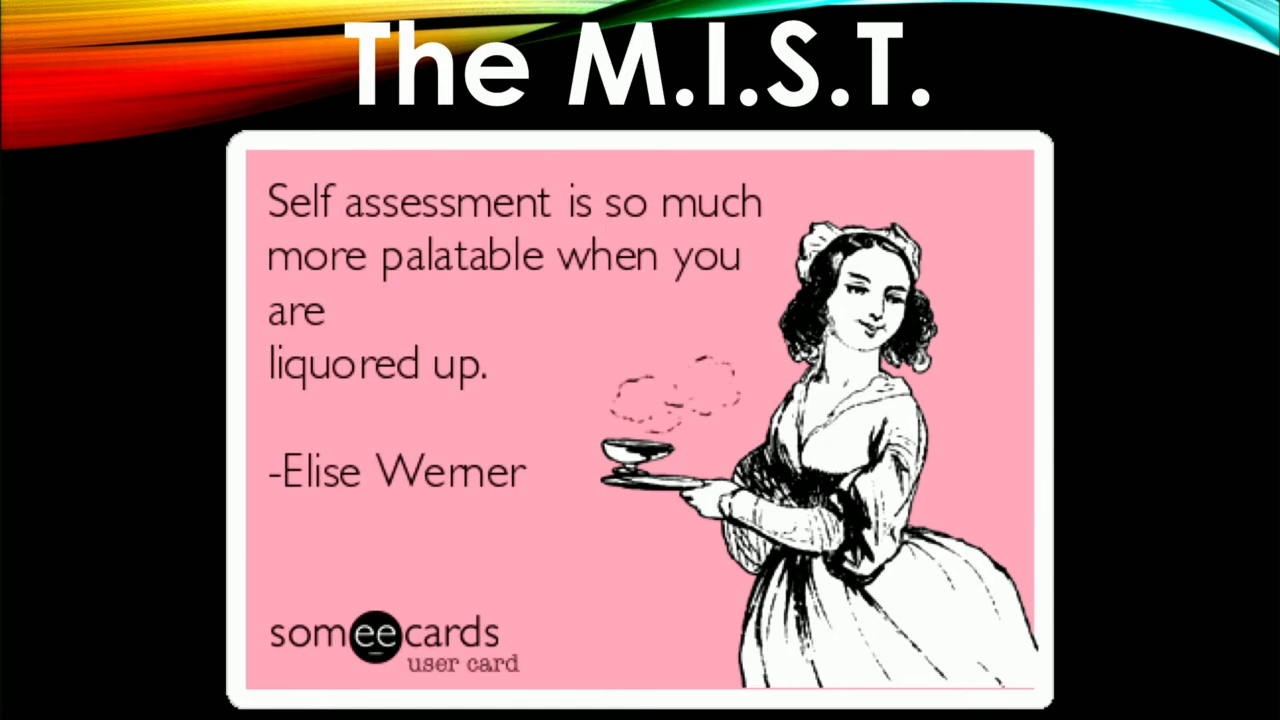 The M.I.S.T.
Self assessment is so much
more palatable when you
are
liquored up.
-Elise Werner
someecards
user card